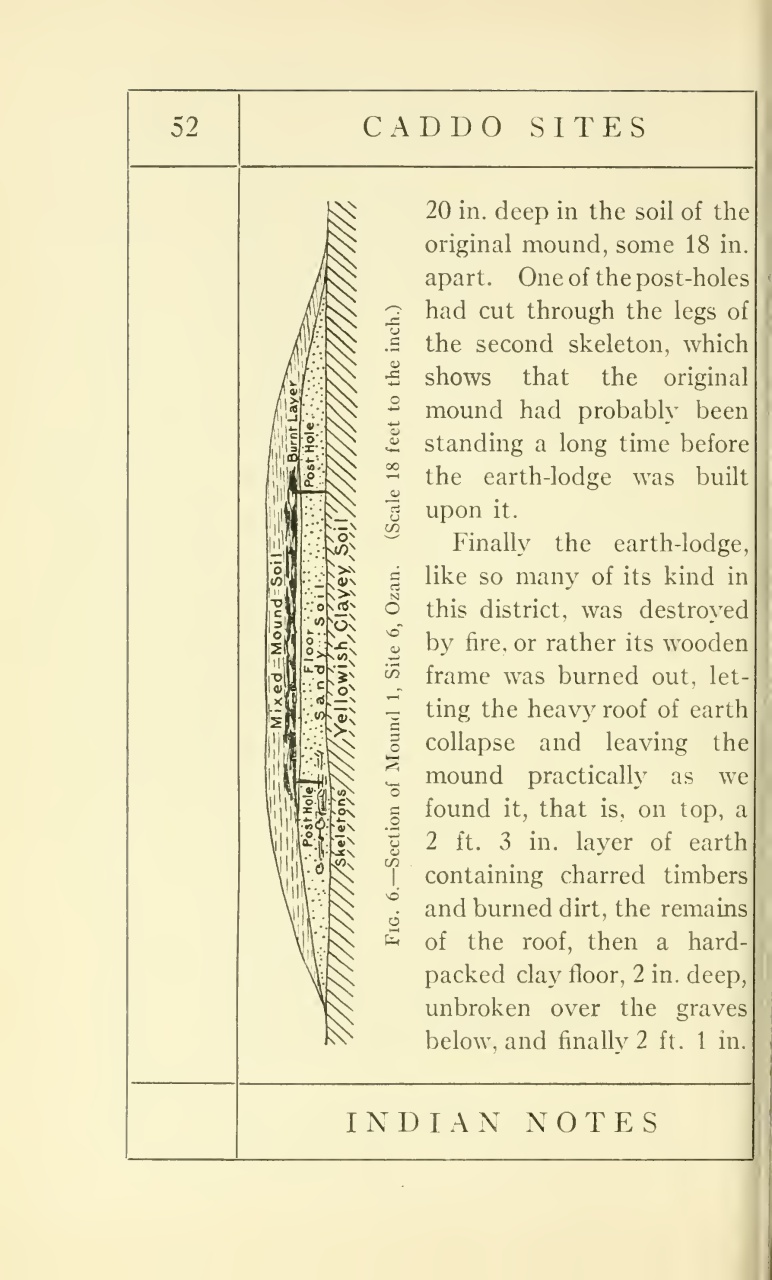 52
CADDO SITES
Mixed Mound Soil
Burnt Layer
Post Hole
Floor Soil
Sandy Soil
Yellowish Clayey Soil
Post Hole
Skeletons
FIG. 6.—Section of Mound 1, Site 6, Ozan. (Scale 18 feet to the inch.)
20 in. deep in the soil of the
original mound, some 18 in.
apart. One of the post-holes
had cut through the legs of
the second skeleton, which
shows that the original
mound had probably been
standing a long time before
the earth-lodge was built
upon it.
Finally the earth-lodge,
like so many of its kind in
this district, was destroyed
by fire, or rather its wooden
frame was burned out, let-
ting the heavy roof of earth
collapse and leaving the
mound practically as we
found it, that is, on top, a
2 ft. 3 in. layer of earth
containing charred timbers
and burned dirt, the remains
of the roof, then a hard-
packed clay floor, 2 in. deep,
unbroken over the graves
below, and finally 2 ft. 1 in.
INDIAN NOTES